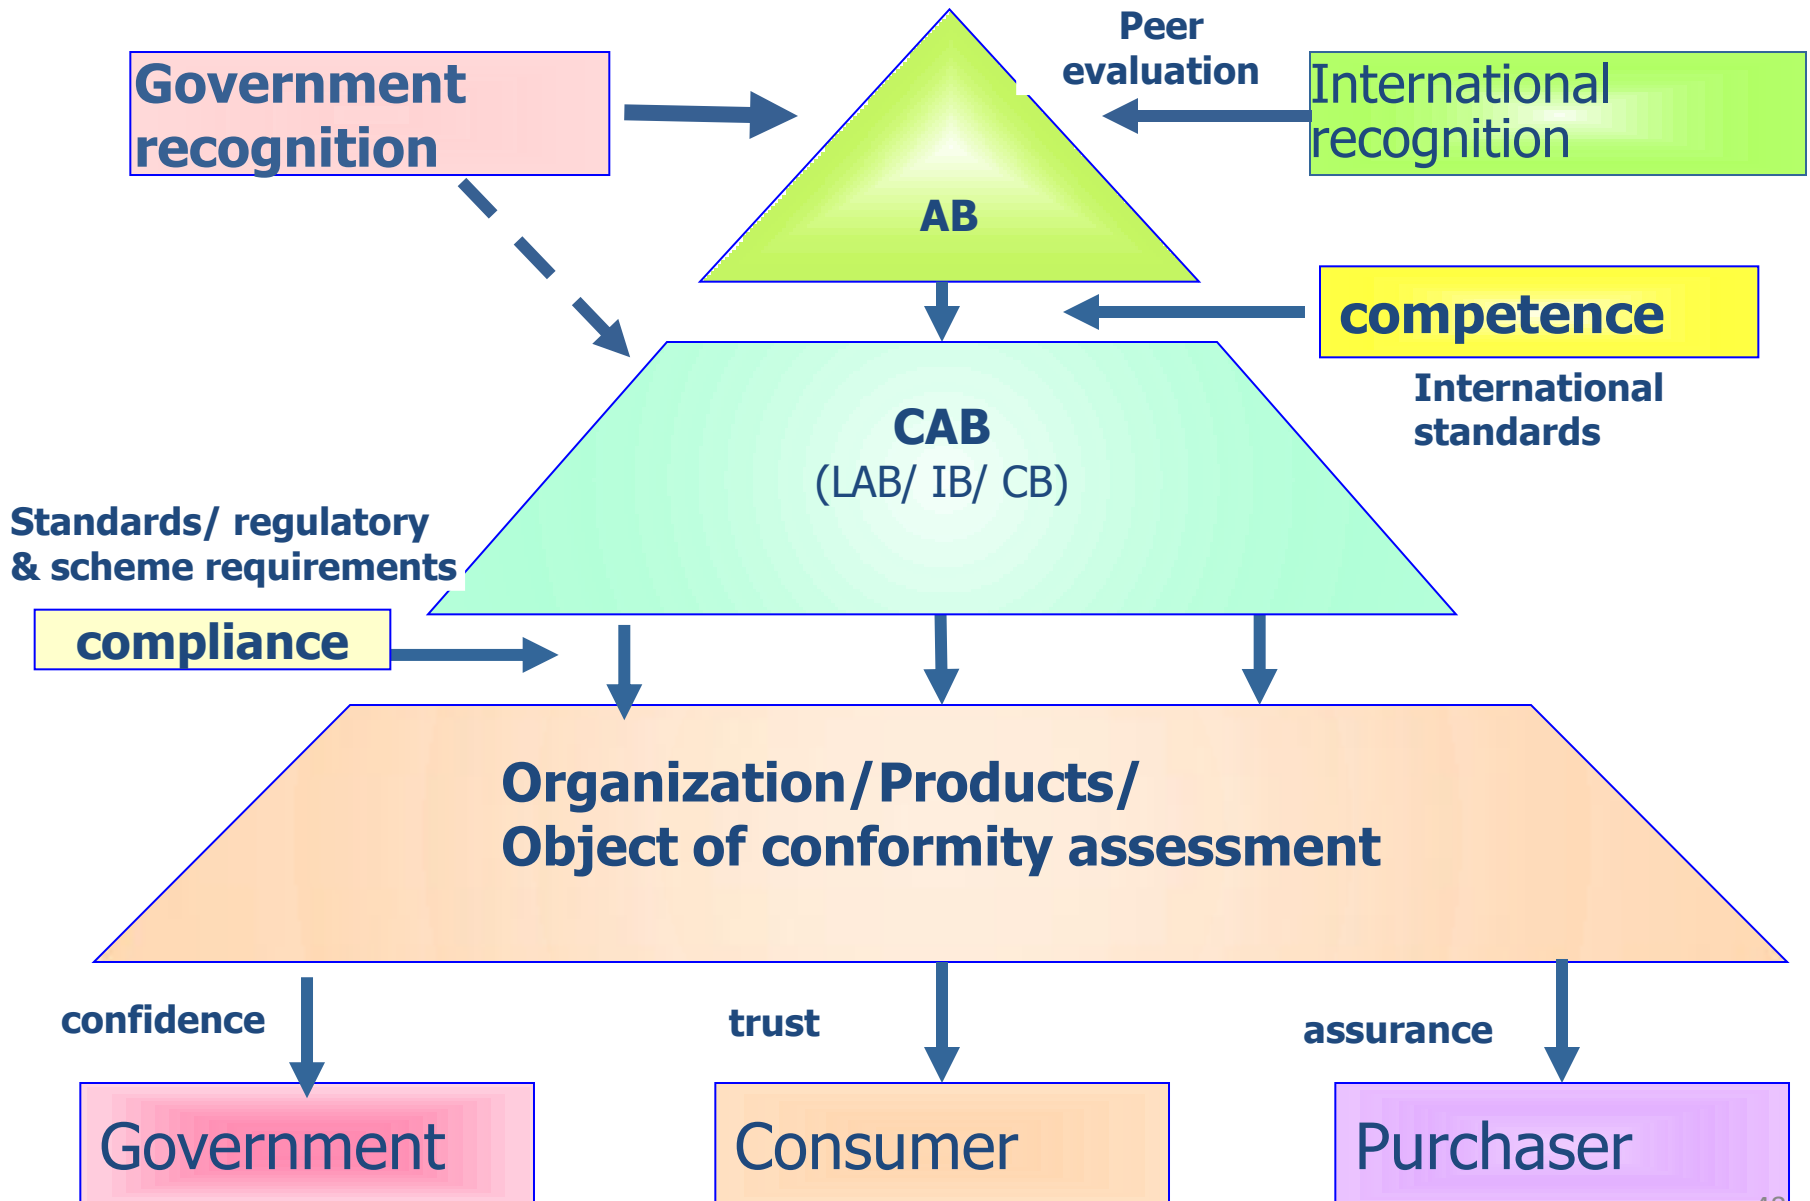 Peer
evaluation
Government
recognition
International
recognition
AB
competence
International
standards
CAB
(LAB/ IB/ CB)
Standards/ regulatory
& scheme requirements
compliance
Organization/Products/
Object of conformity assessment
confidence
trust
assurance
Government
Consumer
Purchaser